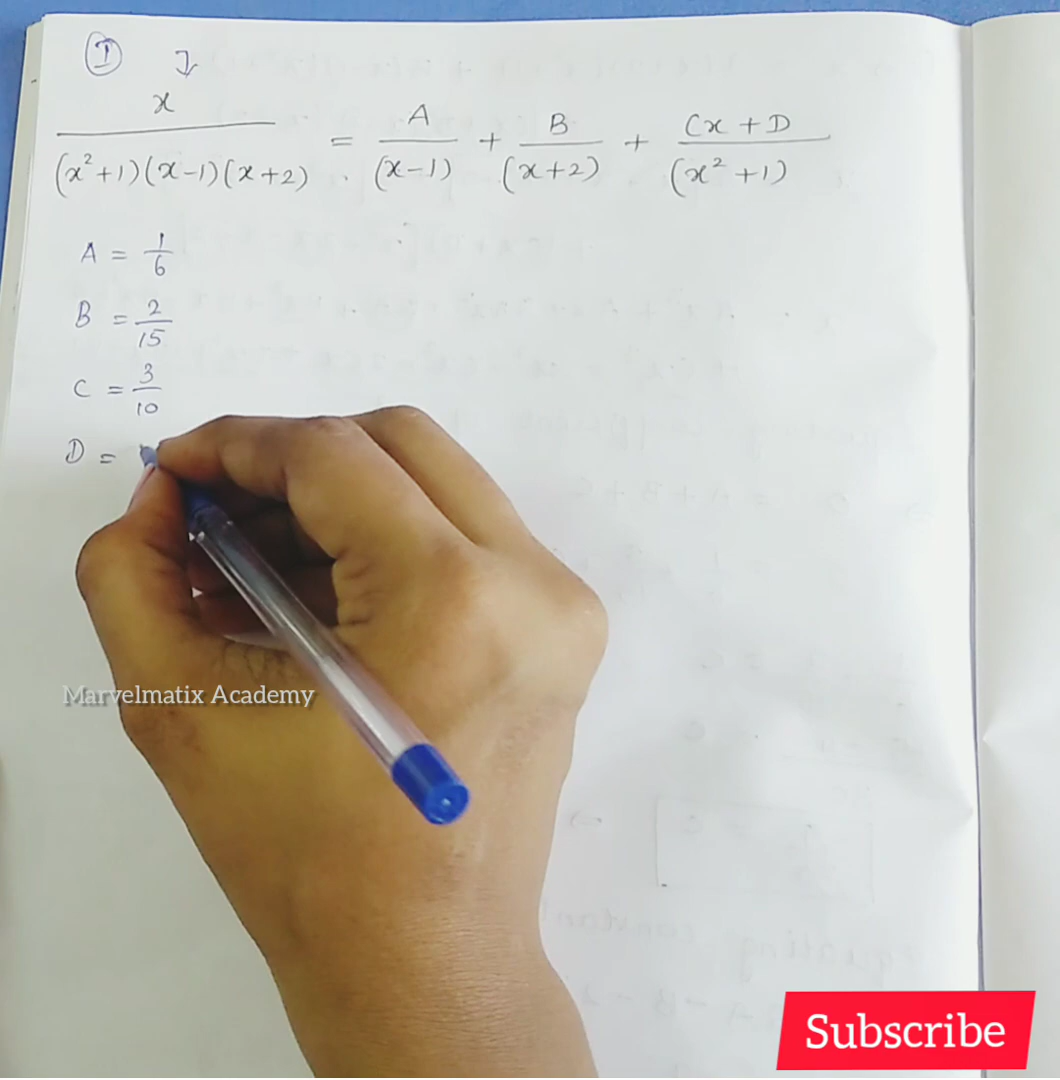 ① Ir
x / (x²+1)(x-1)(x+2) = A / (x-1) + B / (x+2) + Cx + D / (x² +1)
A = 1/6
B = 2/15
C = 3/10
D =
Marvelmatix Academy
Subscribe